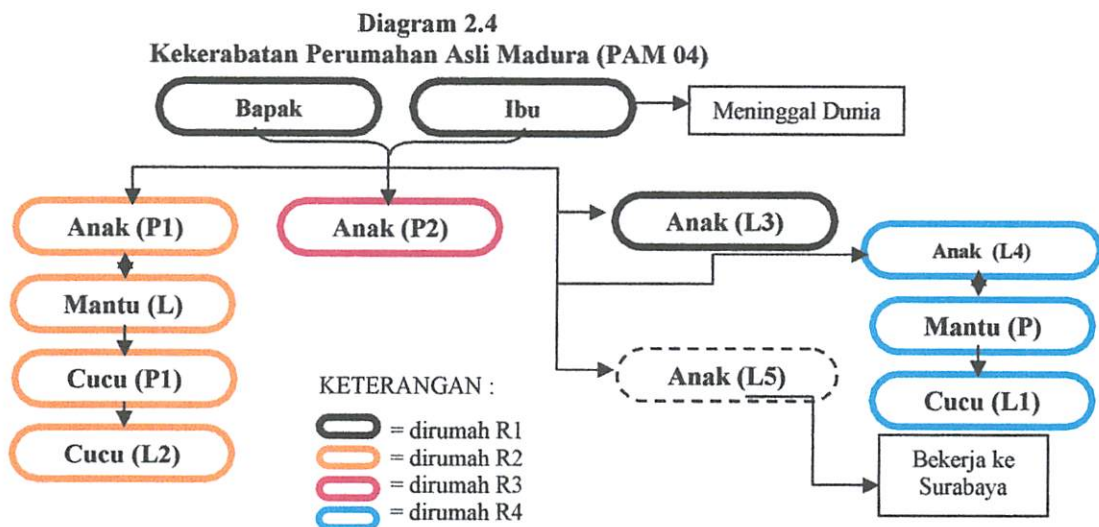 Diagram 2.4
Kekerabatan Perumahan Asli Madura (PAM 04)
Bapak
Ibu
Meninggal Dunia
Anak (P1)
Anak (P2)
Anak (L3)
Anak (L4)
Mantu (L)
Mantu (P)
Cucu (P1)
Anak (L5)
Cucu (L1)
Cucu (L2)
KETERANGAN :
= dirumah R1
= dirumah R2
= dirumah R3
= dirumah R4
Bekerja ke
Surabaya